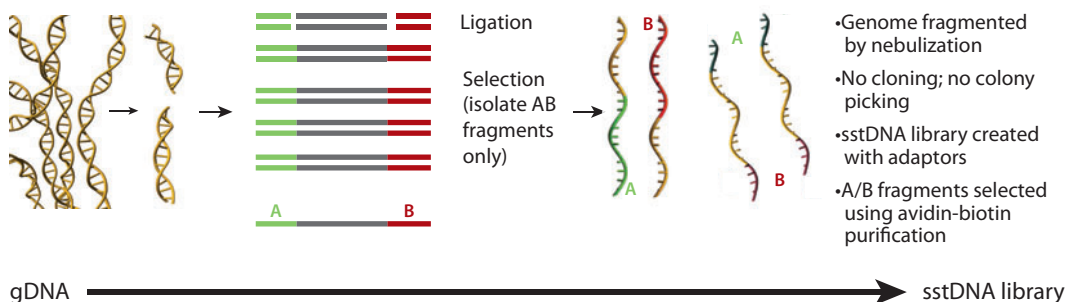 Ligation
Selection
(isolate AB
fragments
only)
A
B
B
A
A
B
•Genome fragmented
by nebulization
•No cloning; no colony
picking
•sstDNA library created
with adaptors
•A/B fragments selected
using avidin-biotin
purification
gDNA
sstDNA library